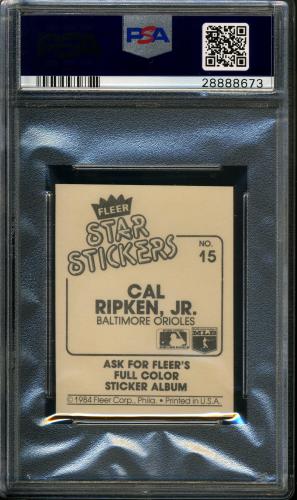 PSA
28888673
FLEER
STAR
STICKERS
NO.
15
CAL
RIPKEN, JR.
BALTIMORE ORIOLES
MLB
ASK FOR FLEER'S
FULL COLOR
STICKER ALBUM
©1984 Fleer Corp., Phila. • Printed in U.S.A.